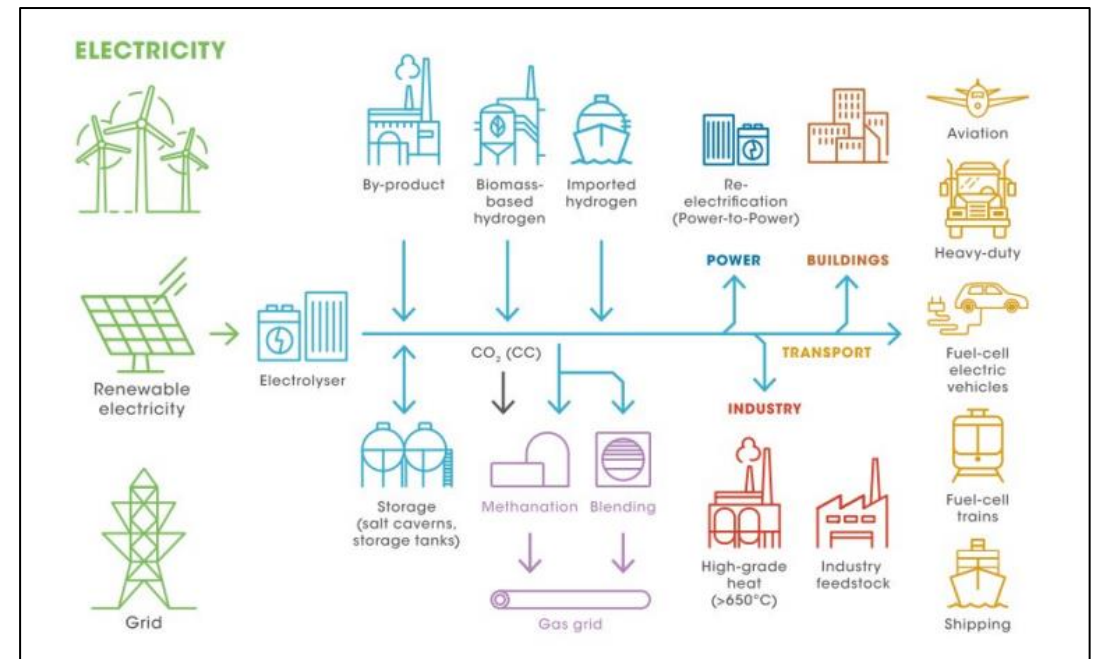 ELECTRICITY
By-product
Biomass-
based
hydrogen
Imported
hydrogen
Re-
electrification
(Power-to-Power)
Aviation
Heavy-duty
POWER
BUILDINGS
Renewable
electricity
Electrolyser
CO₂ (CC)
TRANSPORT
Fuel-cell
electric
vehicles
INDUSTRY
Storage
(salt caverns,
storage tanks)
Methanation
Blending
Fuel-cell
trains
High-grade
heat
(>650°C)
Industry
feedstock
Grid
Gas grid
Shipping